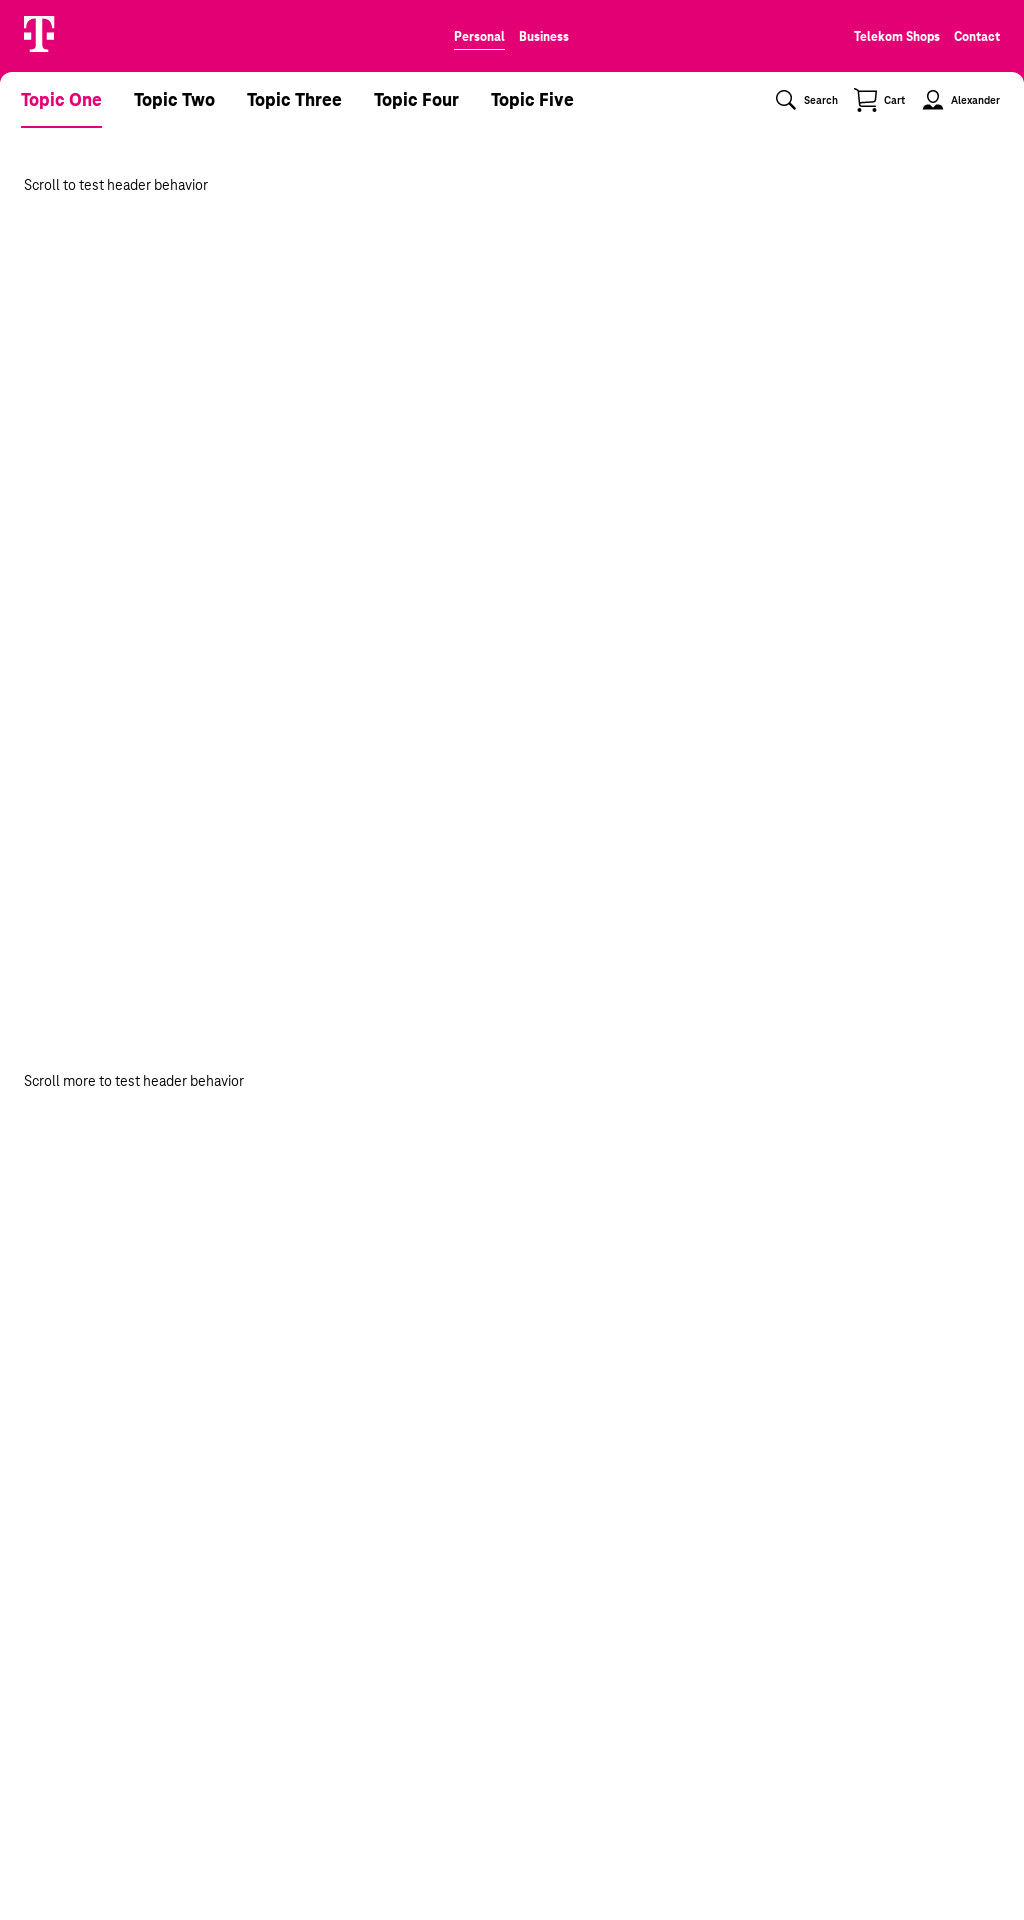 Personal Business Telekom Shops Contact
Topic One Topic Two Topic Three Topic Four Topic Five Search Cart Alexander
Scroll to test header behavior
Scroll more to test header behavior